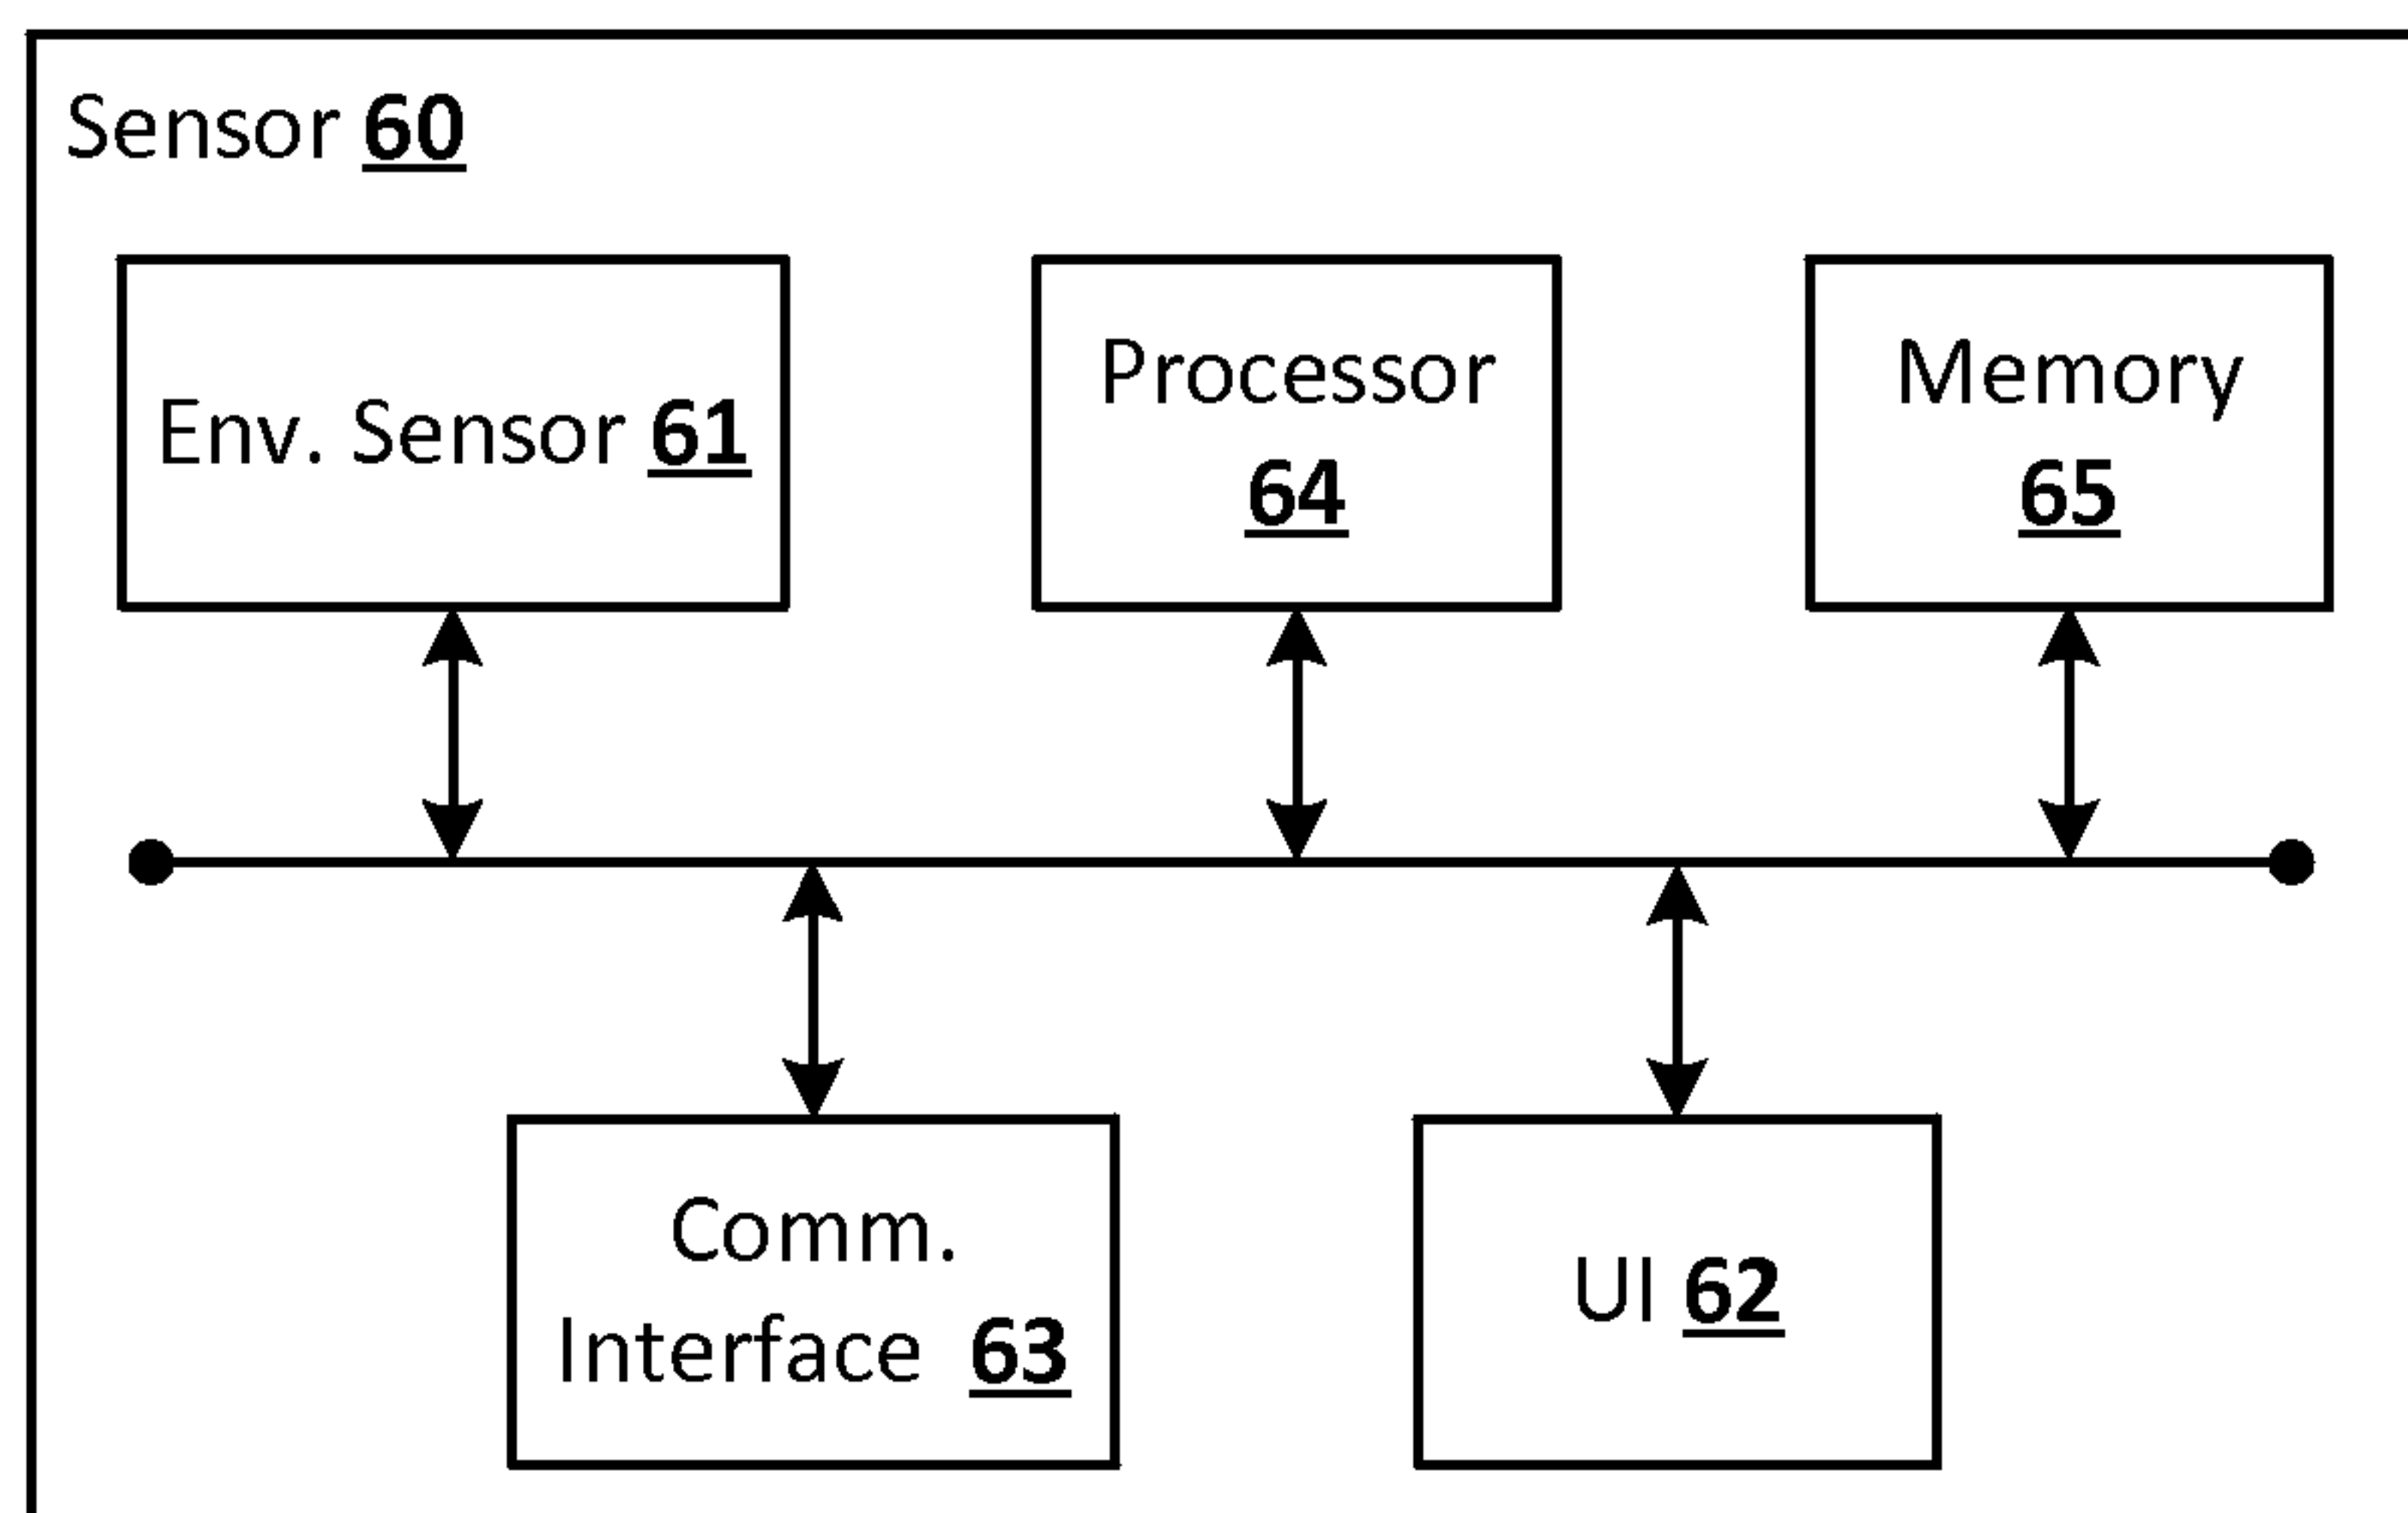 Sensor 60
Env. Sensor 61
Processor
64
Memory
65
Comm.
Interface 63
UI 62